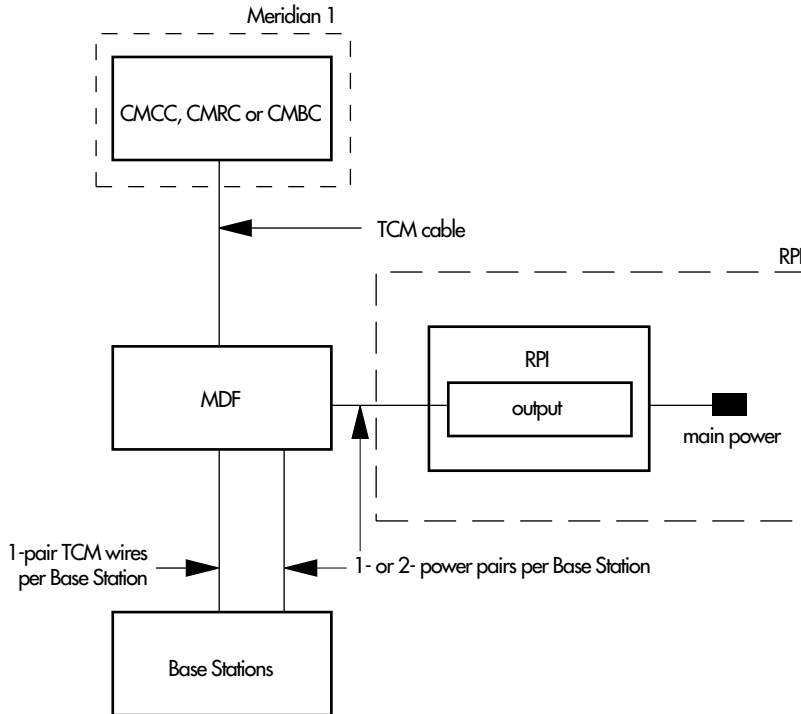 Meridian 1
CMCC, CMRC or CMBC
TCM cable
RPI
MDF
RPI
output
main power
1-pair TCM wires
per Base Station
1- or 2- power pairs per Base Station
Base Stations